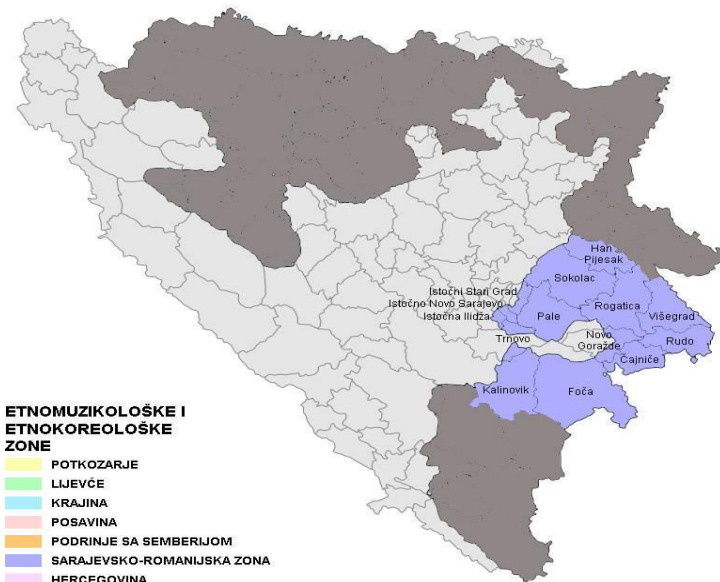 Han
Pijesak
Sokolac
Istočni Stari Grad
Istočno Novo Sarajevo
Istočna Ilidža
Pale
Rogatica
Višegrad
Trnovo
Novo
Goražde
Rudo
Čajniče
Kalinovik
Foča
ETNOMUZIKOLOŠKE I
ETNOKOREOLOŠKE
ZONE
POTKOZARJE
LIJEVČE
KRAJINA
POSAVINA
PODRINJE SA SEMBERIJOM
SARAJEVSKO-ROMANIJSKA ZONA
HERCEGOVINA